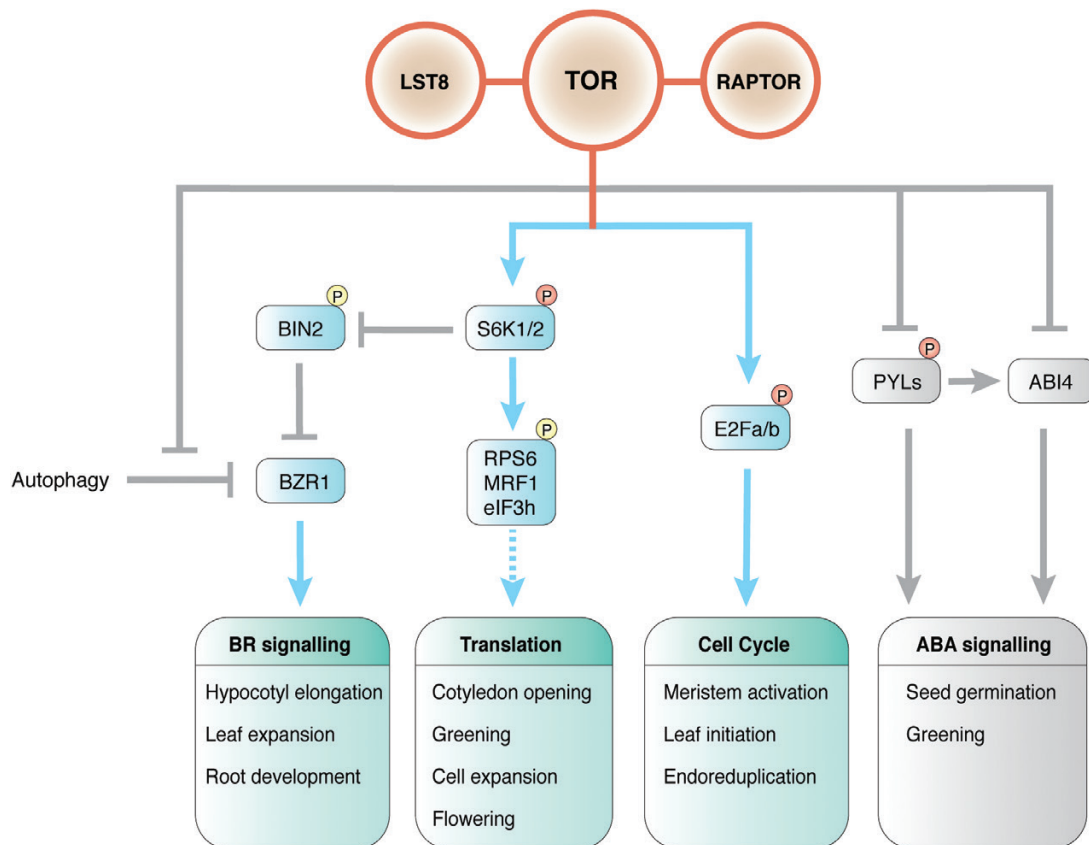 LST8
TOR
RAPTOR
P
BIN2
P
S6K1/2
P
PYLs
ABI4
P
E2Fa/b
P
RPS6
MRF1
eIF3h
Autophagy
BZR1
BR signalling
Hypocotyl elongation
Leaf expansion
Root development
Translation
Cotyledon opening
Greening
Cell expansion
Flowering
Cell Cycle
Meristem activation
Leaf initiation
Endoreduplication
ABA signalling
Seed germination
Greening